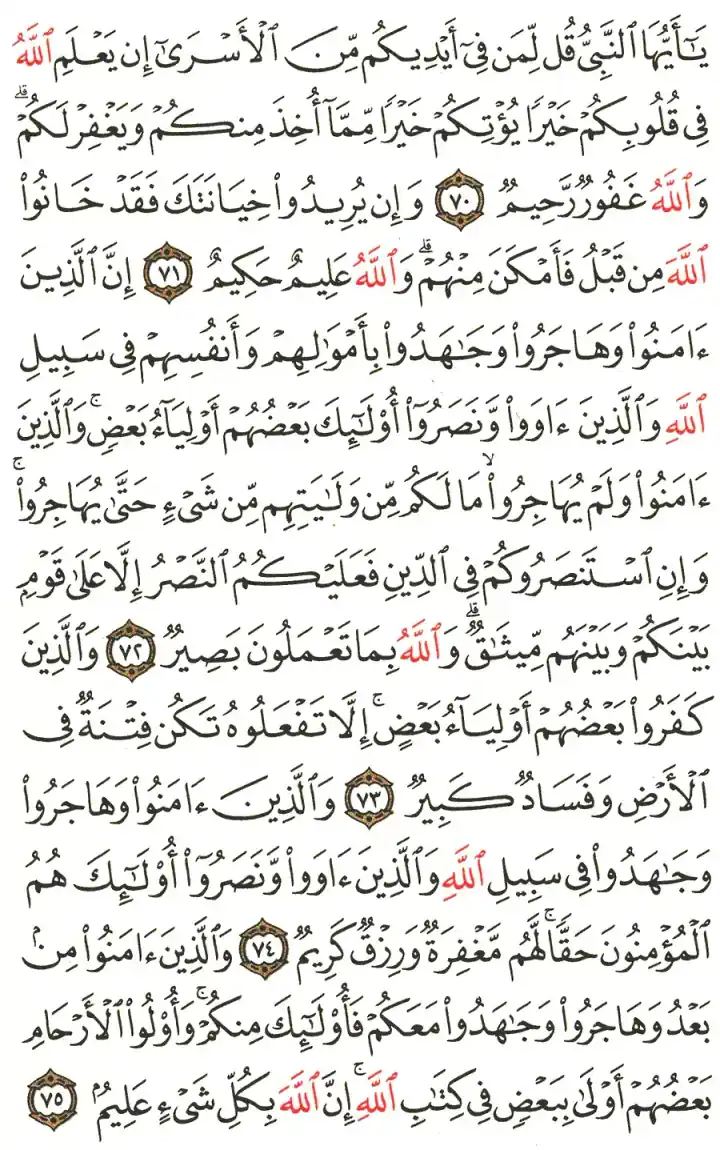 يَٰٓأَيُّهَا ٱلنَّبِيُّ قُل لِّمَن فِىٓ أَيْدِيكُم مِّنَ ٱلْأَسْرَىٰٓ إِن يَعْلَمِ ٱللَّهُ
فِى قُلُوبِكُمْ خَيْرًا يُؤْتِكُمْ خَيْرًا مِّمَّآ أُخِذَ مِنكُمْ وَيَغْفِرْ لَكُمْ ۗ
وَٱللَّهُ غَفُورٌ رَّحِيمٌ ٧٠ وَإِن يُرِيدُوا۟ خِيَانَتَكَ فَقَدْ خَانُوا۟
ٱللَّهَ مِن قَبْلُ فَأَمْكَنَ مِنْهُمْ ۗ وَٱللَّهُ عَلِيمٌ حَكِيمٌ ٧١ إِنَّ ٱلَّذِينَ
ءَامَنُوا۟ وَهَاجَرُوا۟ وَجَٰهَدُوا۟ بِأَمْوَٰلِهِمْ وَأَنفُسِهِمْ فِى سَبِيلِ
ٱللَّهِ وَٱلَّذِينَ ءَاوَوا۟ وَّنَصَرُوٓا۟ أُو۟لَٰٓئِكَ بَعْضُهُمْ أَوْلِيَآءُ بَعْضٍ ۚ وَٱلَّذِينَ
ءَامَنُوا۟ وَلَمْ يُهَاجِرُوا۟ مَا لَكُم مِّن وَلَٰيَتِهِم مِّن شَىْءٍ حَتَّىٰ يُهَاجِرُوا۟ ۚ
وَإِنِ ٱسْتَنصَرُوكُمْ فِى ٱلدِّينِ فَعَلَيْكُمُ ٱلنَّصْرُ إِلَّا عَلَىٰ قَوْمٍۭ
بَيْنَكُمْ وَبَيْنَهُم مِّيثَٰقٌ ۗ وَٱللَّهُ بِمَا تَعْمَلُونَ بَصِيرٌ ٧٢ وَٱلَّذِينَ
كَفَرُوا۟ بَعْضُهُمْ أَوْلِيَآءُ بَعْضٍ ۚ إِلَّا تَفْعَلُوهُ تَكُن فِتْنَةٌ فِى
ٱلْأَرْضِ وَفَسَادٌ كَبِيرٌ ٧٣ وَٱلَّذِينَ ءَامَنُوا۟ وَهَاجَرُوا۟
وَجَٰهَدُوا۟ فِى سَبِيلِ ٱللَّهِ وَٱلَّذِينَ ءَاوَوا۟ وَّنَصَرُوٓا۟ أُو۟لَٰٓئِكَ هُمُ
ٱلْمُؤْمِنُونَ حَقًّا ۚ لَّهُم مَّغْفِرَةٌ وَرِزْقٌ كَرِيمٌ ٧٤ وَٱلَّذِينَ ءَامَنُوا۟ مِنۢ
بَعْدُ وَهَاجَرُوا۟ وَجَٰهَدُوا۟ مَعَكُمْ فَأُو۟لَٰٓئِكَ مِنكُمْ ۚ وَأُو۟لُوا۟ ٱلْأَرْحَامِ
بَعْضُهُمْ أَوْلَىٰ بِبَعْضٍ فِى كِتَٰبِ ٱللَّهِ ۗ إِنَّ ٱللَّهَ بِكُلِّ شَىْءٍ عَلِيمٌۢ ٧٥